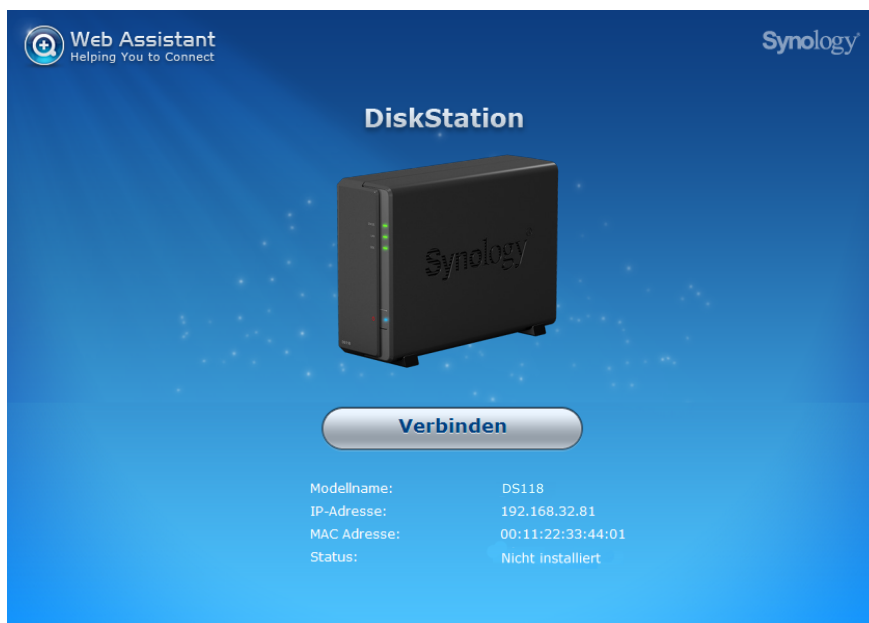 Web Assistant
Helping You to Connect
Synology
DiskStation
Synology
Verbinden
Modellname: DS118
IP-Adresse: 192.168.32.81
MAC Adresse: 00:11:22:33:44:01
Status: Nicht installiert